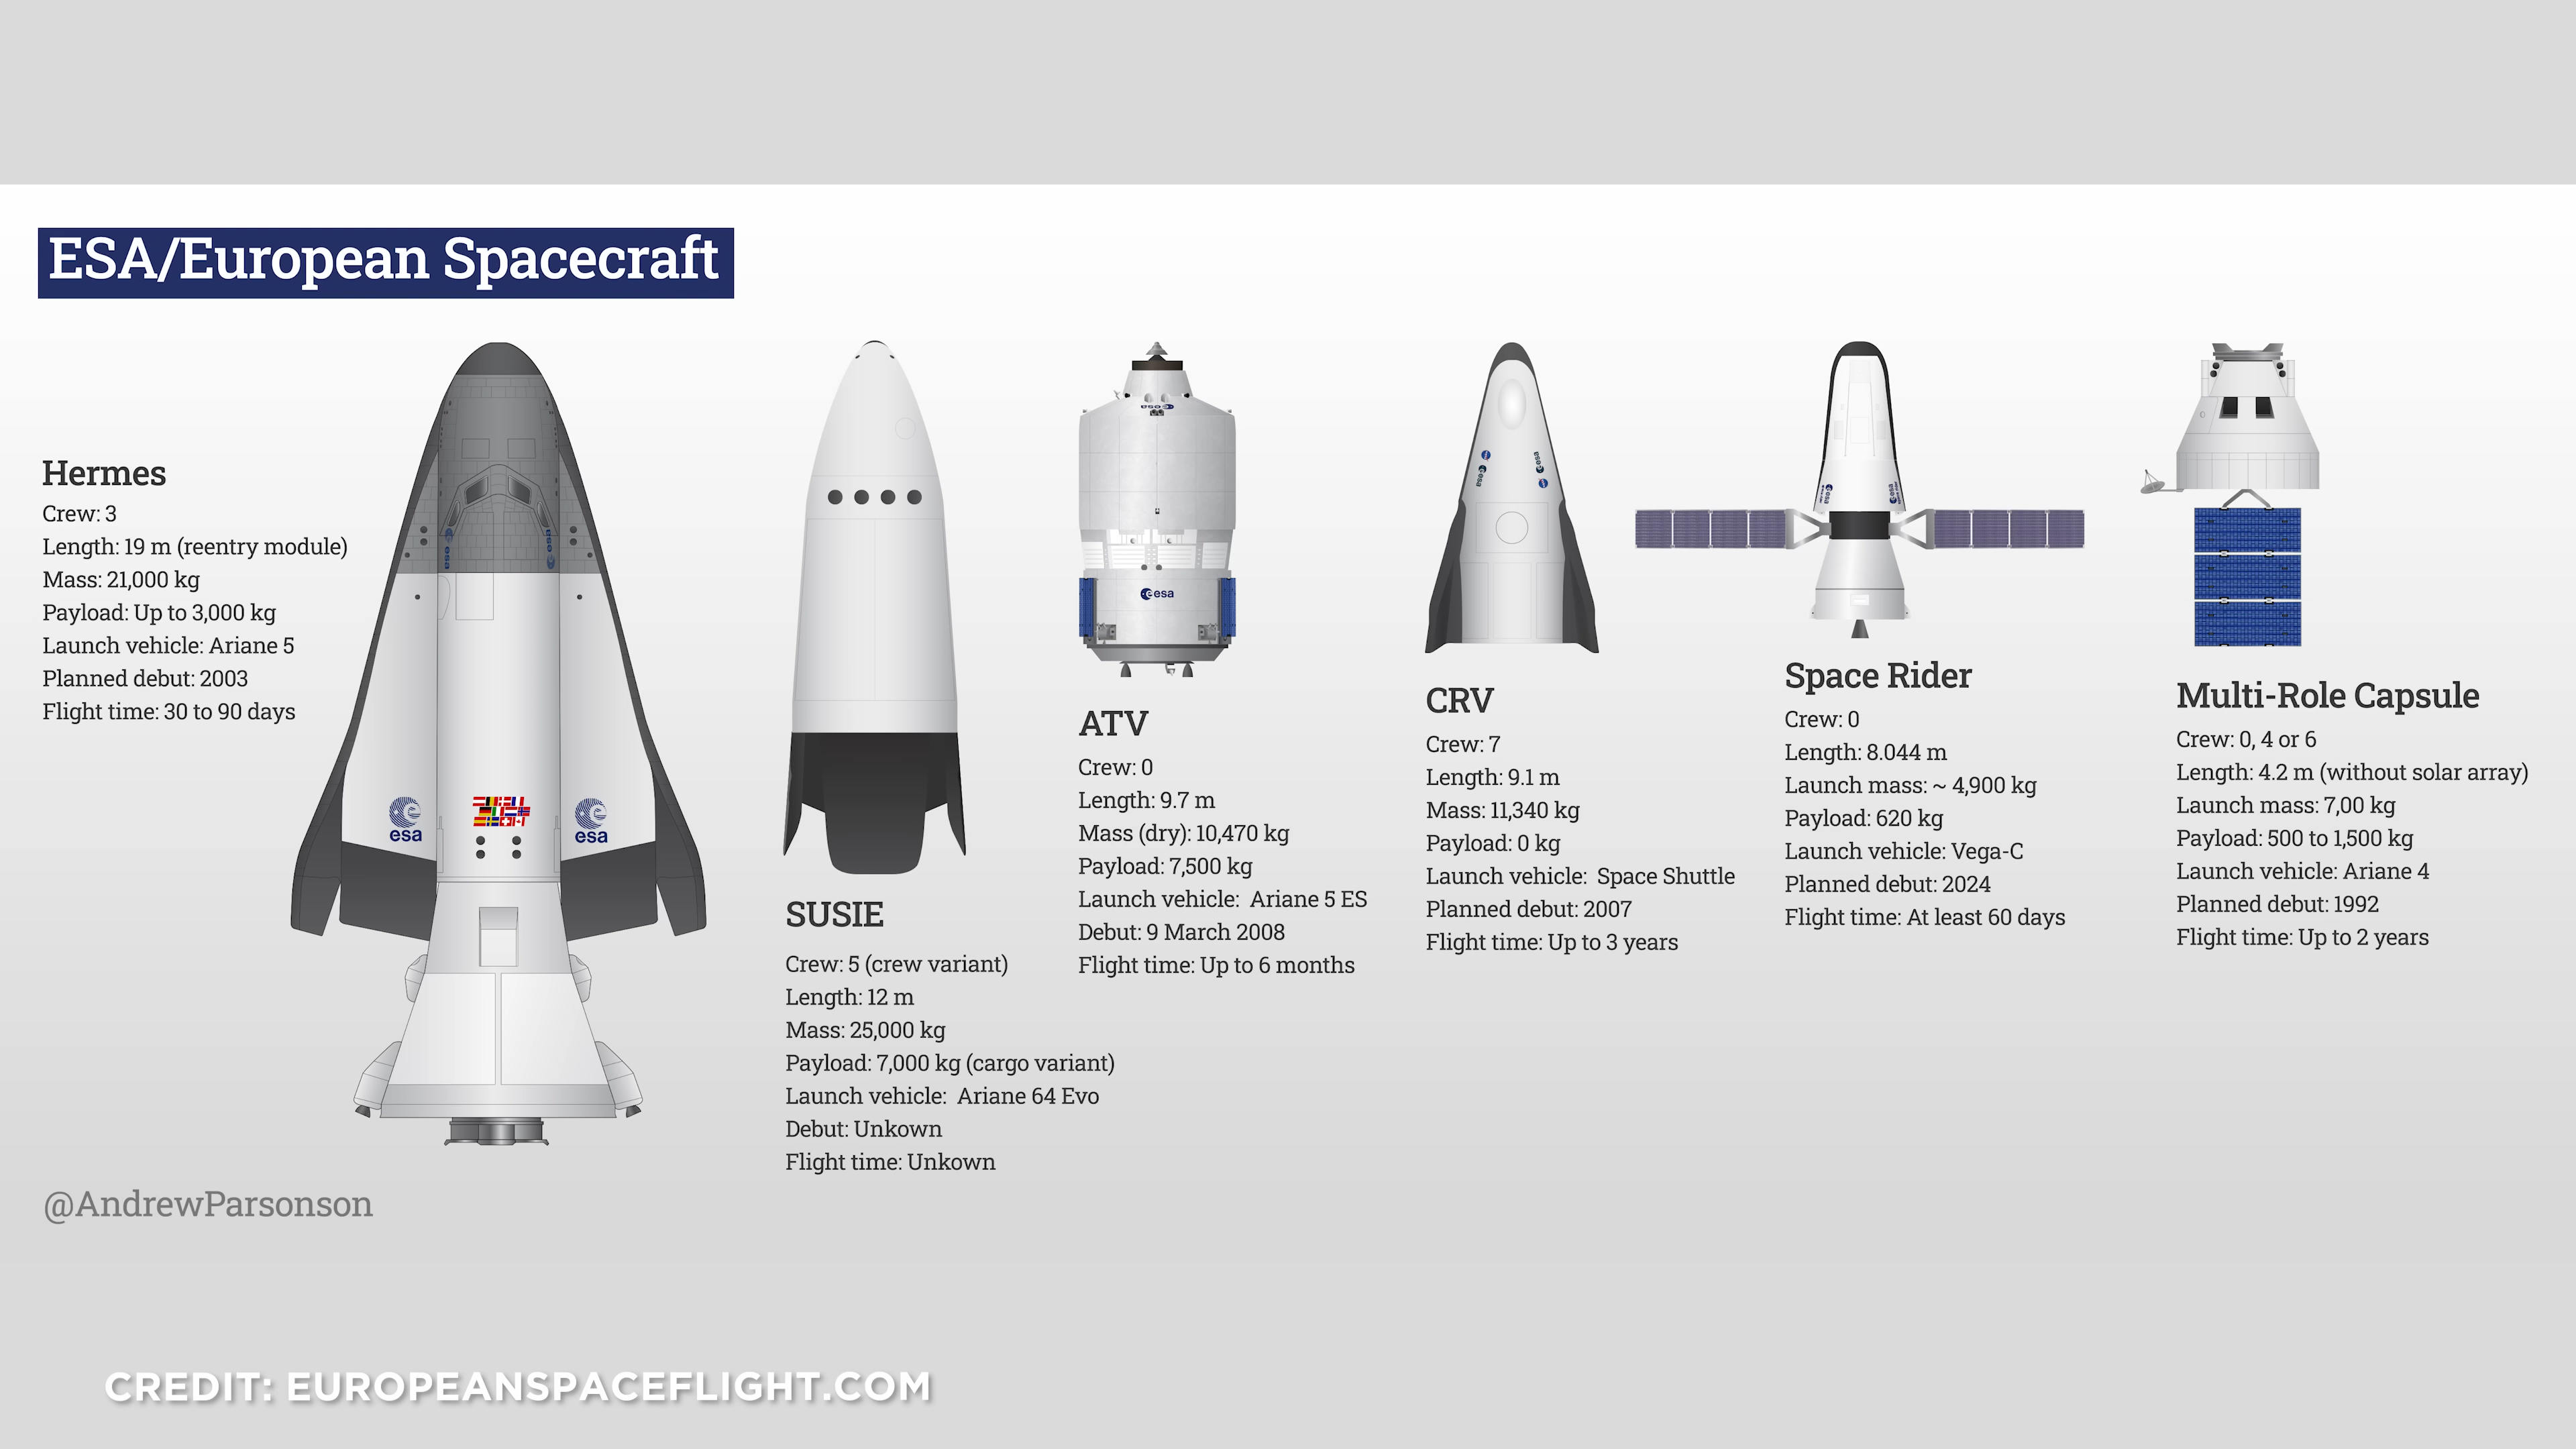 ESA/European Spacecraft
Hermes
Crew: 3
Length: 19 m (reentry module)
Mass: 21,000 kg
Payload: Up to 3,000 kg
Launch vehicle: Ariane 5
Planned debut: 2003
Flight time: 30 to 90 days
esa
esa
SUSIE
Crew: 5 (crew variant)
Length: 12 m
Mass: 25,000 kg
Payload: 7,000 kg (cargo variant)
Launch vehicle: Ariane 64 Evo
Debut: Unkown
Flight time: Unkown
esa
ATV
Crew: 0
Length: 9.7 m
Mass (dry): 10,470 kg
Payload: 7,500 kg
Launch vehicle: Ariane 5 ES
Debut: 9 March 2008
Flight time: Up to 6 months
esa
esa
CRV
Crew: 7
Length: 9.1 m
Mass: 11,340 kg
Payload: 0 kg
Launch vehicle: Space Shuttle
Planned debut: 2007
Flight time: Up to 3 years
Space Rider
Crew: 0
Length: 8.044 m
Launch mass: ~ 4,900 kg
Payload: 620 kg
Launch vehicle: Vega-C
Planned debut: 2024
Flight time: At least 60 days
Multi-Role Capsule
Crew: 0, 4 or 6
Length: 4.2 m (without solar array)
Launch mass: 7,00 kg
Payload: 500 to 1,500 kg
Launch vehicle: Ariane 4
Planned debut: 1992
Flight time: Up to 2 years
@AndrewParsonson
CREDIT: EUROPEANSPACEFLIGHT.COM